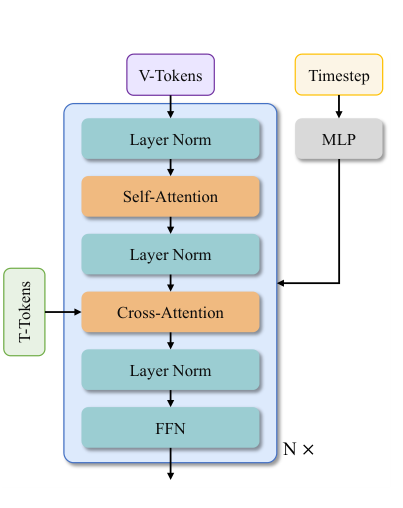 V-Tokens
Timestep
Layer Norm
MLP
Self-Attention
Layer Norm
T-Tokens
Cross-Attention
Layer Norm
FFN
N ×